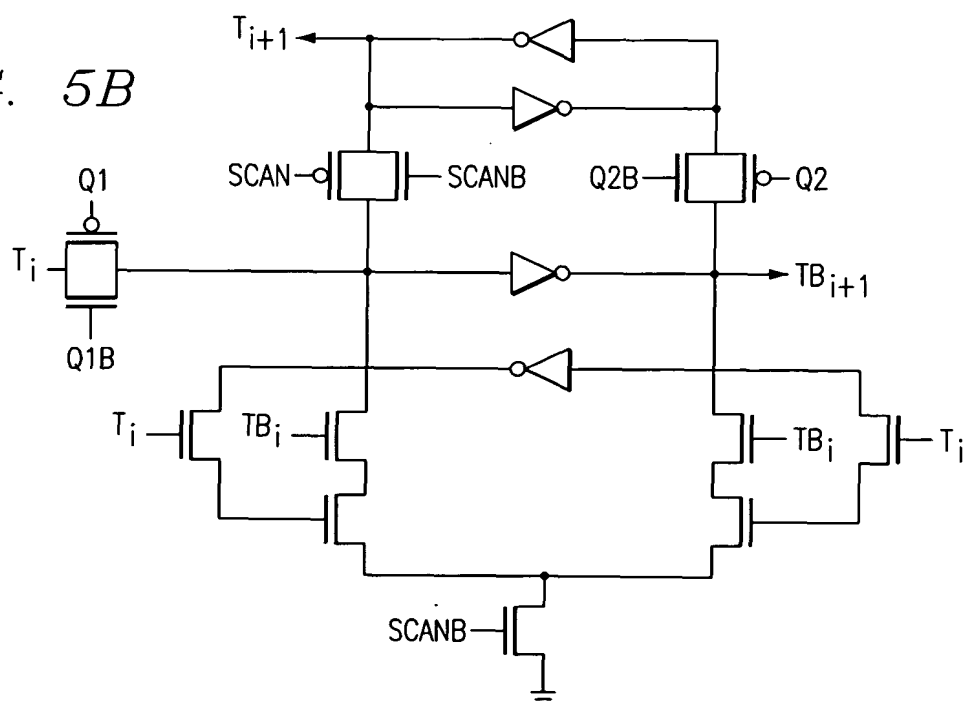 T i+1
. 5B
SCAN
SCANB
Q2B
Q2
Q1
T i
TB i+1
Q1B
T i
TB i
TB i
T i
SCANB